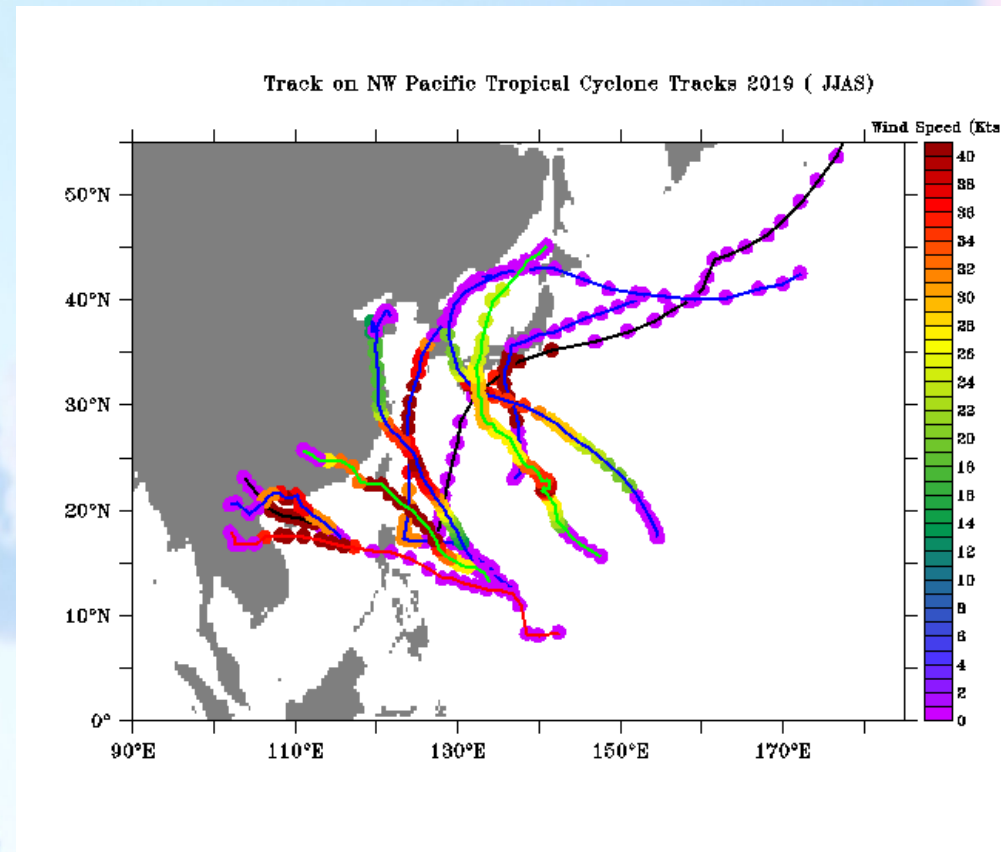 Track on NW Pacific Tropical Cyclone Tracks 2019 ( JJAS)
Wind Speed (Kts
50°N
40°N
30°N
20°N
10°N
0°
90°E
110°E
130°E
150°E
170°E
40
38
36
34
32
30
28
26
24
22
20
18
16
14
12
10
8
6
4
2
0